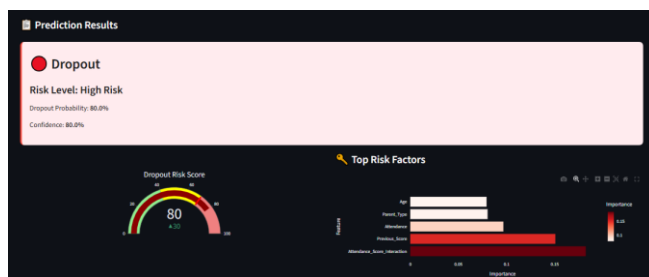 Prediction Results
Dropout
Risk Level: High Risk
Dropout Probability: 80.0%
Confidence: 80.0%
Top Risk Factors
Dropout Risk Score
0
20
40
60
80
100
80
▲30
Feature
Age
Parent_Type
Attendance
Previous_Score
Attendance_Score_Interaction
0
0.05
0.1
0.15
Importance
Importance
0.15
0.1